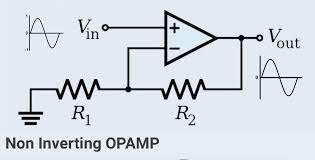 Vin
+
−
Vout
R1
R2
Non Inverting OPAMP